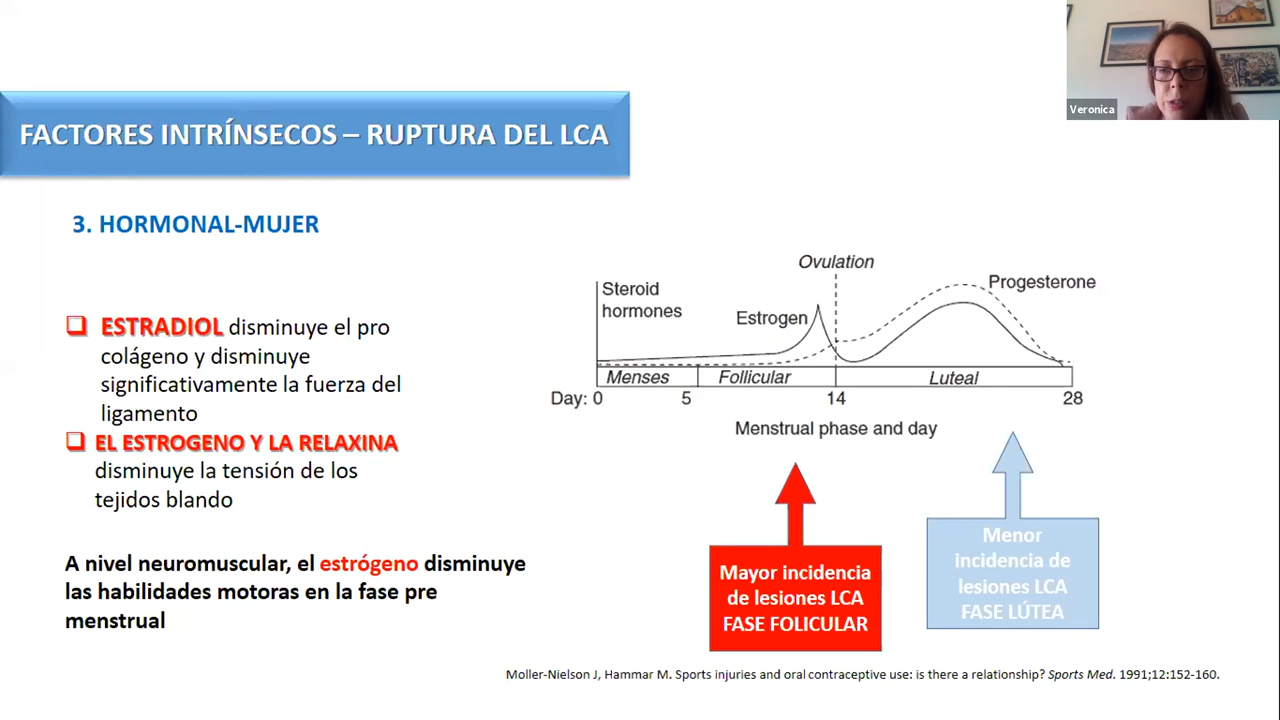 Veronica
FACTORES INTRÍNSECOS – RUPTURA DEL LCA
3. HORMONAL-MUJER
ESTRADIOL disminuye el pro
colágeno y disminuye
significativamente la fuerza del
ligamento
EL ESTROGENO Y LA RELAXINA
disminuye la tensión de los
tejidos blando
A nivel neuromuscular, el estrógeno disminuye
las habilidades motoras en la fase pre
menstrual
Ovulation
Steroid
hormones
Estrogen
Progesterone
Menses Follicular Luteal
Day: 0 5 14 28
Menstrual phase and day
Mayor incidencia
de lesiones LCA
FASE FOLICULAR
Menor
incidencia de
lesiones LCA
FASE LÚTEA
Moller-Nielson J, Hammar M. Sports injuries and oral contraceptive use: is there a relationship? Sports Med. 1991;12:152-160.